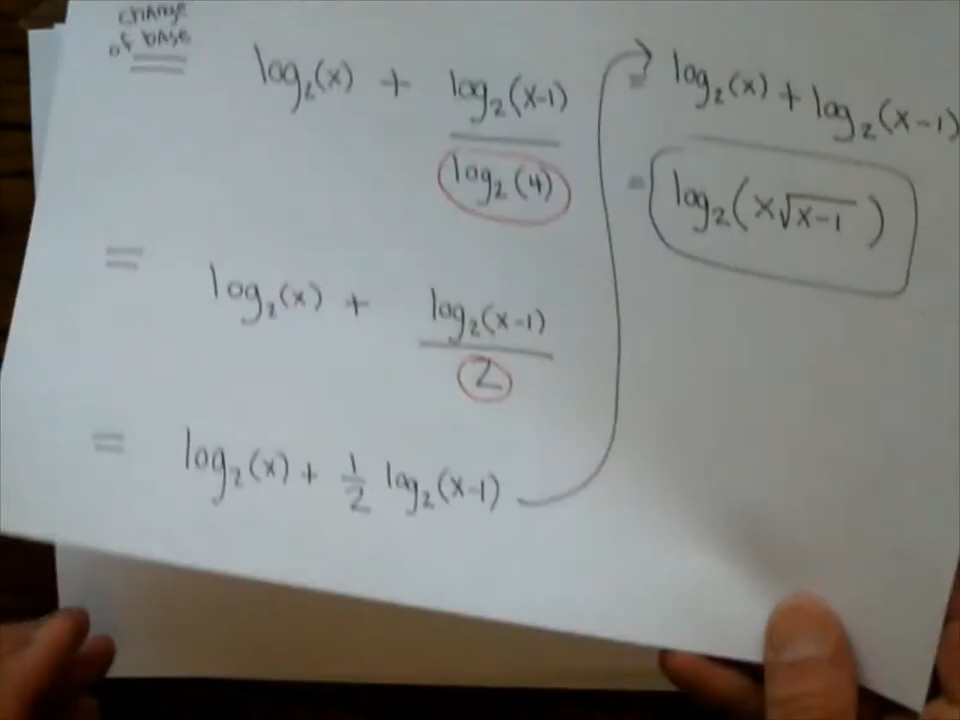 change
of base
= log₂(x) + log₂(x-1)
log₂(4)
= log₂(x) + log₂(x-1)
2
= log₂(x) + 1/2 log₂(x-1)
= log₂(x) + log₂(x-1)
= log₂(x√x-1)